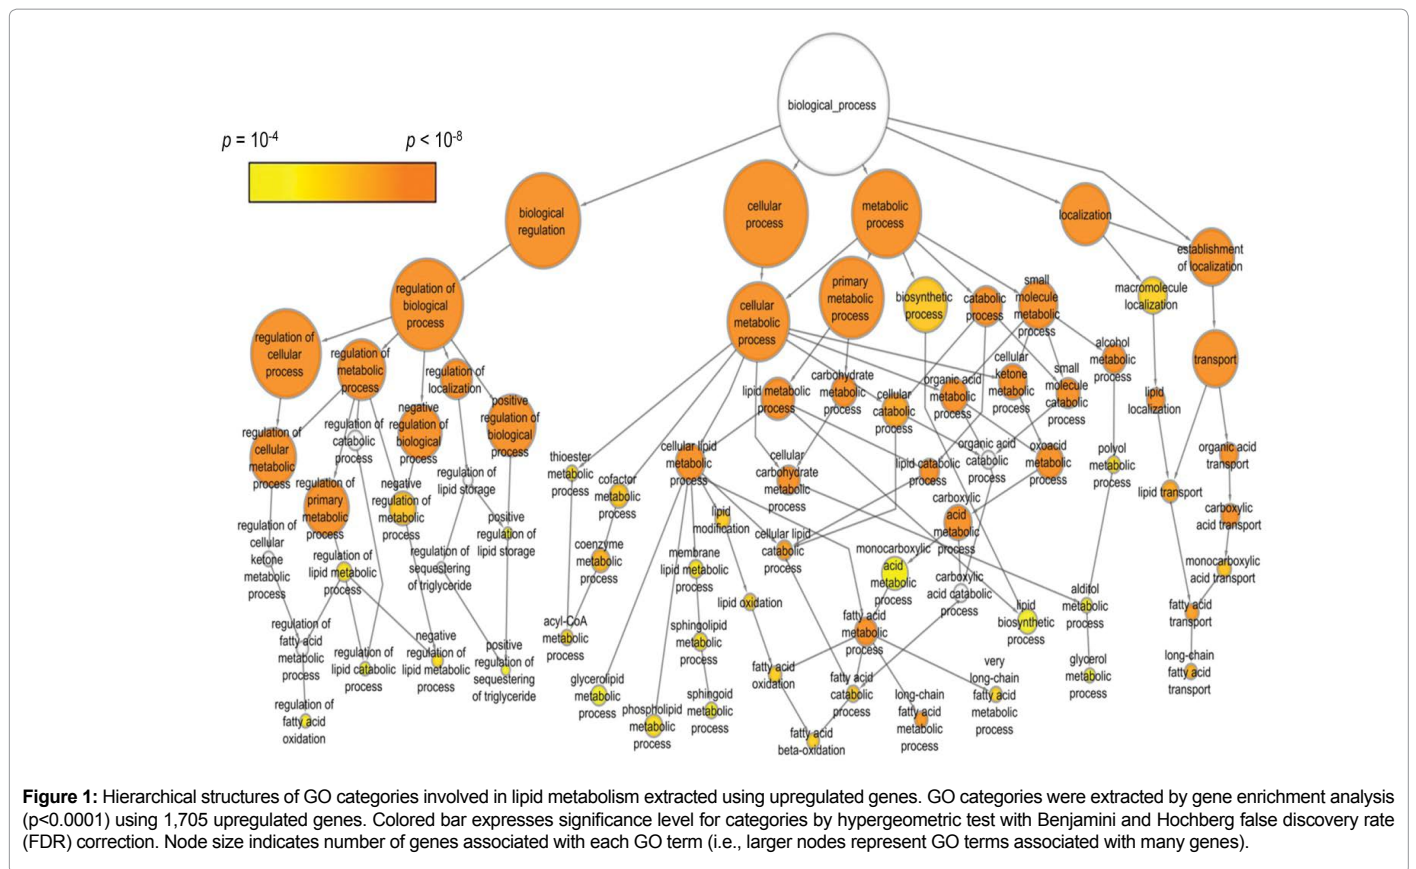 biological_process
p = 10-4
p < 10-8
biological
regulation
cellular
process
metabolic
process
localization
establishment
of localization
regulation of
biological
process
cellular
metabolic
process
primary
metabolic
process
biosynthetic
process
catabolic
process
small
molecule
metabolic
process
macromolecule
localization
regulation of
cellular
process
regulation of
metabolic
process
regulation of
localization
alcohol
metabolic
process
transport
negative
regulation of
biological
process
positive
regulation of
biological
process
lipid metabolic
process
carbohydrate
metabolic
process
cellular
catabolic
process
organic acid
metabolic
process
cellular
ketone
metabolic
process
small
molecule
catabolic
process
lipid
localization
regulation of
cellular
metabolic
process
regulation of
catabolic
process
regulation of
lipid storage
thioester
metabolic
process
cofactor
metabolic
process
cellular lipid
metabolic
process
cellular
carbohydrate
metabolic
process
lipid catabolic
process
organic acid
catabolic
process
oxoacid
metabolic
process
polyol
metabolic
process
lipid transport
organic acid
transport
regulation of
primary
metabolic
process
negative
regulation of
metabolic
process
positive
regulation of
lipid storage
lipid
modification
carboxylic
acid
metabolic
process
carboxylic
acid transport
regulation of
cellular
ketone
metabolic
process
regulation of
lipid metabolic
process
regulation of
sequestering
of triglyceride
coenzyme
metabolic
process
membrane
lipid metabolic
process
cellular lipid
catabolic
process
monocarboxylic
acid
metabolic
process
carboxylic
acid catabolic
process
monocarboxylic
acid transport
lipid oxidation
lipid
biosynthetic
process
alditol
metabolic
process
fatty acid
transport
regulation of
fatty acid
metabolic
process
regulation of
lipid catabolic
process
negative
regulation of
lipid metabolic
process
positive
regulation of
sequestering
of triglyceride
acyl-CoA
metabolic
process
sphingolipid
metabolic
process
fatty acid
metabolic
process
glycerol
metabolic
process
long-chain
fatty acid
transport
regulation of
fatty acid
oxidation
glycerolipid
metabolic
process
phospholipid
metabolic
process
sphingoid
metabolic
process
fatty acid
oxidation
fatty acid
catabolic
process
fatty acid
beta-oxidation
long-chain
fatty acid
metabolic
process
very
long-chain
fatty acid
metabolic
process
Figure 1: Hierarchical structures of GO categories involved in lipid metabolism extracted using upregulated genes. GO categories were extracted by gene enrichment analysis
(p<0.0001) using 1,705 upregulated genes. Colored bar expresses significance level for categories by hypergeometric test with Benjamini and Hochberg false discovery rate
(FDR) correction. Node size indicates number of genes associated with each GO term (i.e., larger nodes represent GO terms associated with many genes).